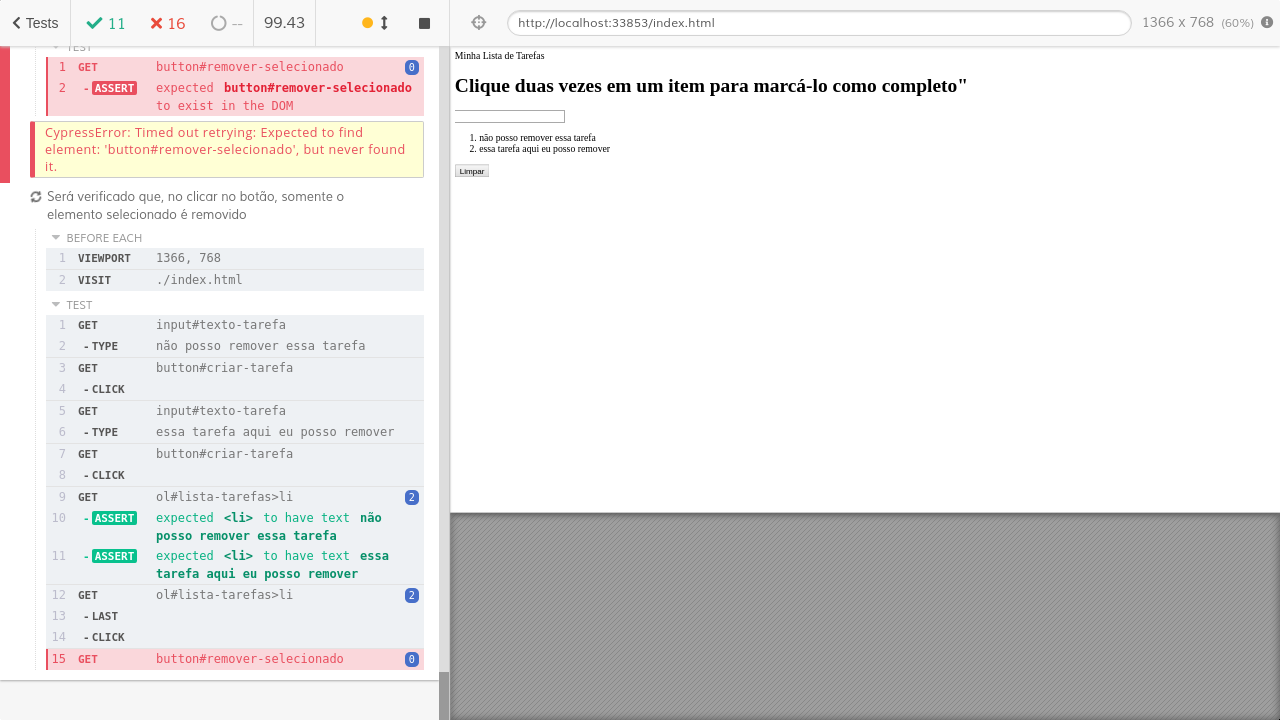 Tests
11
16
--
99.43
TEST
1 GET button#remover-selecionado 0
2 - ASSERT expected button#remover-selecionado
to exist in the DOM
CypressError: Timed out retrying: Expected to find
element: 'button#remover-selecionado', but never found
it.
Será verificado que, no clicar no botão, somente o
elemento selecionado é removido
BEFORE EACH
1 VIEWPORT 1366, 768
2 VISIT ./index.html
TEST
1 GET input#texto-tarefa
2 - TYPE não posso remover essa tarefa
3 GET button#criar-tarefa
4 - CLICK
5 GET input#texto-tarefa
6 - TYPE essa tarefa aqui eu posso remover
7 GET button#criar-tarefa
8 - CLICK
9 GET ol#lista-tarefas>li 2
10 - ASSERT expected <li> to have text não
posso remover essa tarefa
11 - ASSERT expected <li> to have text essa
tarefa aqui eu posso remover
12 GET ol#lista-tarefas>li 2
13 - LAST
14 - CLICK
15 GET button#remover-selecionado 0
http://localhost:33853/index.html
1366 x 768 (60%)
Minha Lista de Tarefas
Clique duas vezes em um item para marcá-lo como completo"
1. não posso remover essa tarefa
2. essa tarefa aqui eu posso remover
Limpar